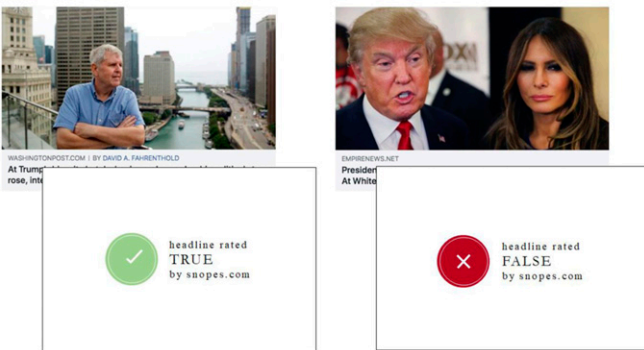 WASHINGTONPOST.COM | BY DAVID A. FAHRENTHOLD
At Trump
rose, inte
headline rated
TRUE
by snopes.com
EMPIRENEWS.NET
Presiden
At White
headline rated
FALSE
by snopes.com